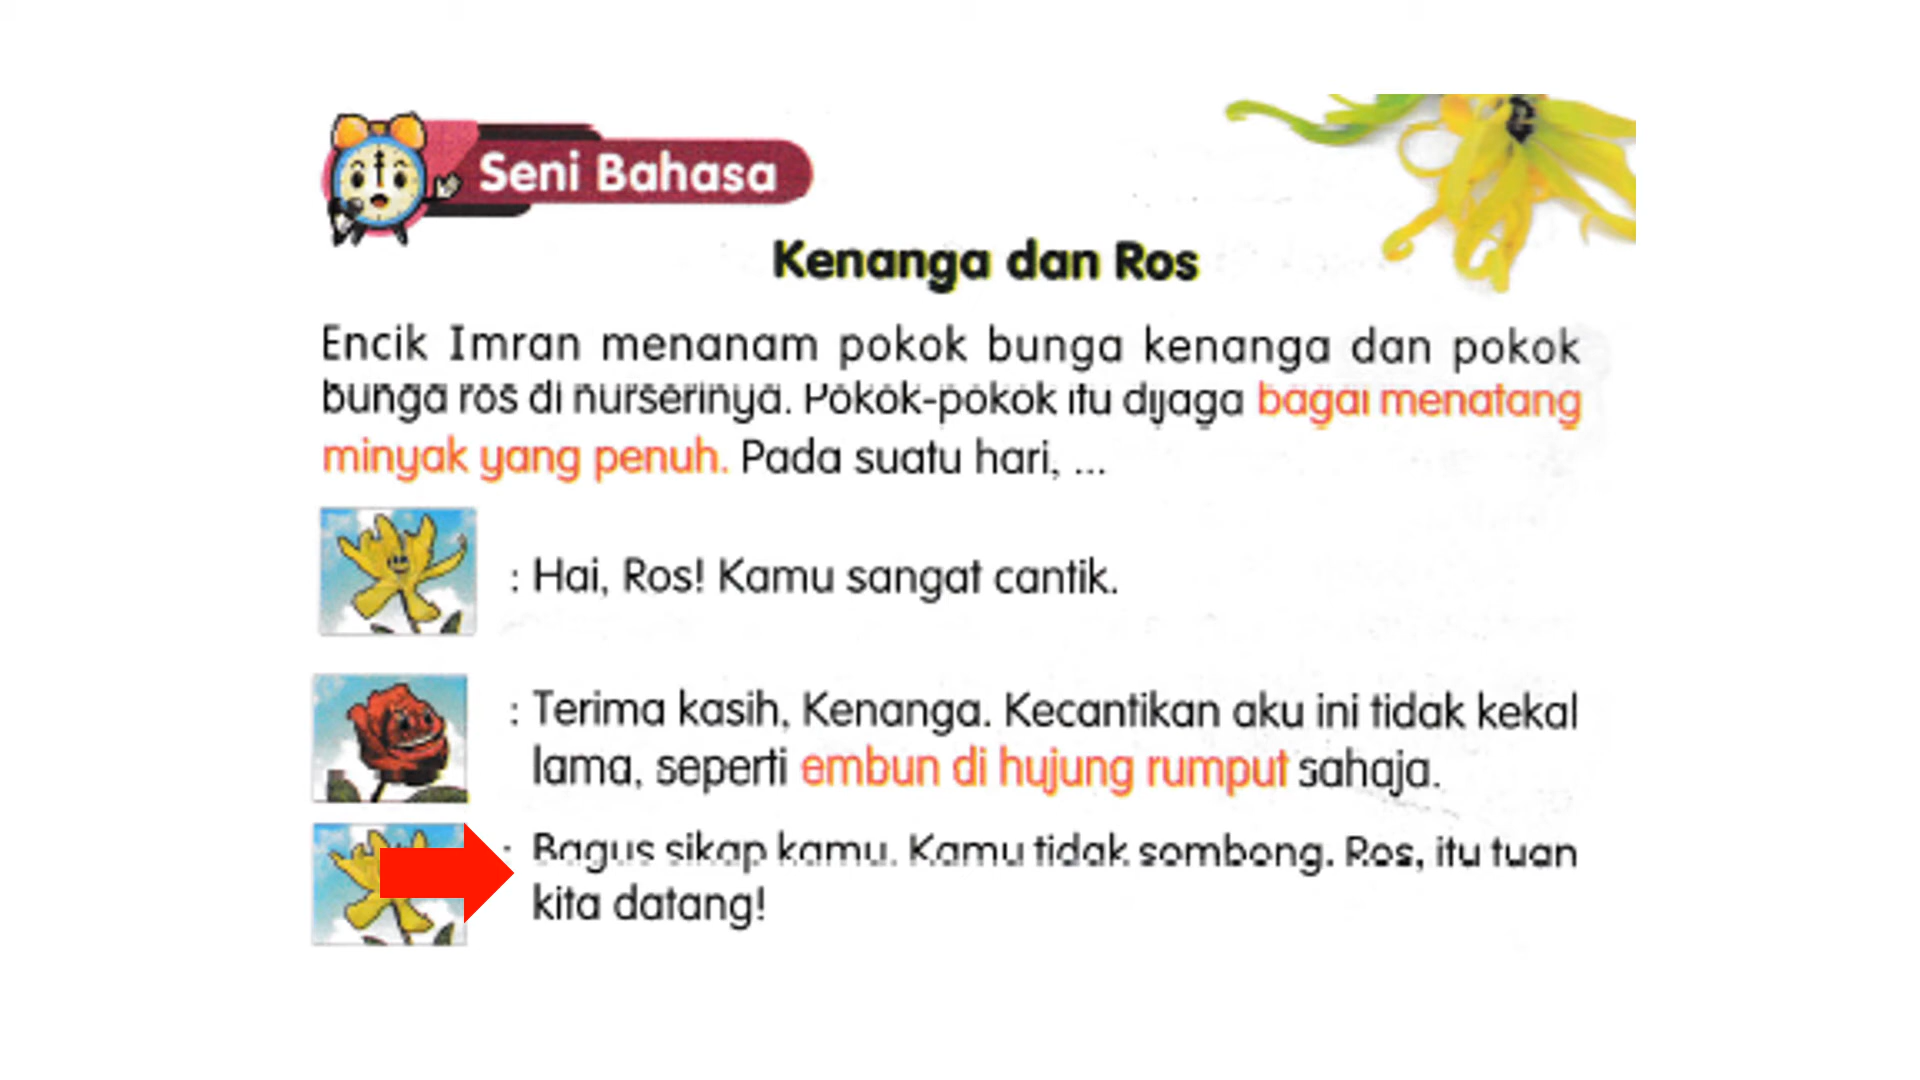 Seni Bahasa
Kenanga dan Ros
Encik Imran menanam pokok bunga kenanga dan pokok
bunga ros di nurserinya. Pokok-pokok itu dijaga bagai menatang
minyak yang penuh. Pada suatu hari, ...
: Hai, Ros! Kamu sangat cantik.
: Terima kasih, Kenanga. Kecantikan aku ini tidak kekal
lama, seperti embun di hujung rumput sahaja.
: Bagus sikap kamu. Kamu tidak sombong. Ros, itu tuan
kita datang!